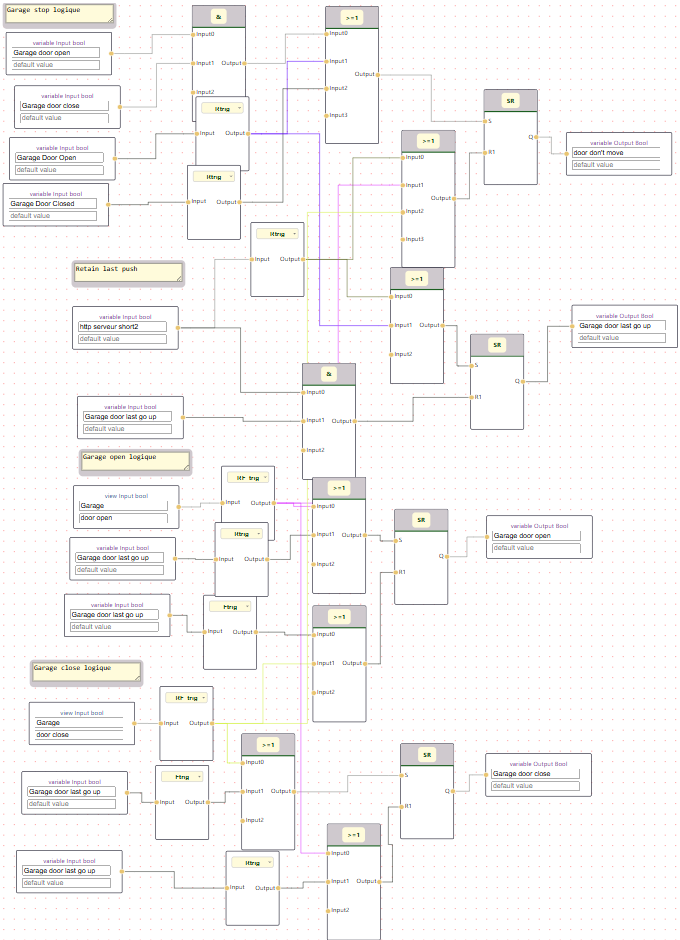 Garage stop logique
variable Input bool
Garage door open
default value
&
Input0
Input1
Output
Input2
>=1
Input0
Input1
Output
Input2
Input3
variable Input bool
Garage door close
default value
Rtrig
Input
Output
variable Input bool
Garage Door Open
default value
Rtrig
Input
Output
variable Input bool
Garage Door Closed
default value
SR
S
Q
R1
variable Output Bool
door don't move
default value
>=1
Input0
Input1
Output
Input2
Input3
Rtrig
Input
Output
Retain last push
variable Input bool
http serveur short2
default value
>=1
Input0
Input1
Output
Input2
SR
S
Q
R1
variable Output Bool
Garage door last go up
default value
&
Input0
Input1
Output
Input2
variable Input bool
Garage door last go up
default value
Garage open logique
view Input bool
Garage
door open
RF trig
Input
Output
>=1
Input0
Input1
Output
Input2
variable Input bool
Garage door last go up
default value
Rtrig
Input
Output
SR
S
Q
R1
variable Output Bool
Garage door open
default value
variable Input bool
Garage door last go up
default value
Ftrig
Input
Output
>=1
Input0
Input1
Output
Input2
Garage close logique
view Input bool
Garage
door close
RF trig
Input
Output
>=1
Input0
Input1
Output
Input2
variable Input bool
Garage door last go up
default value
Ftrig
Input
Output
SR
S
Q
R1
variable Output Bool
Garage door close
default value
variable Input bool
Garage door last go up
default value
Rtrig
Input
Output
>=1
Input0
Input1
Output
Input2